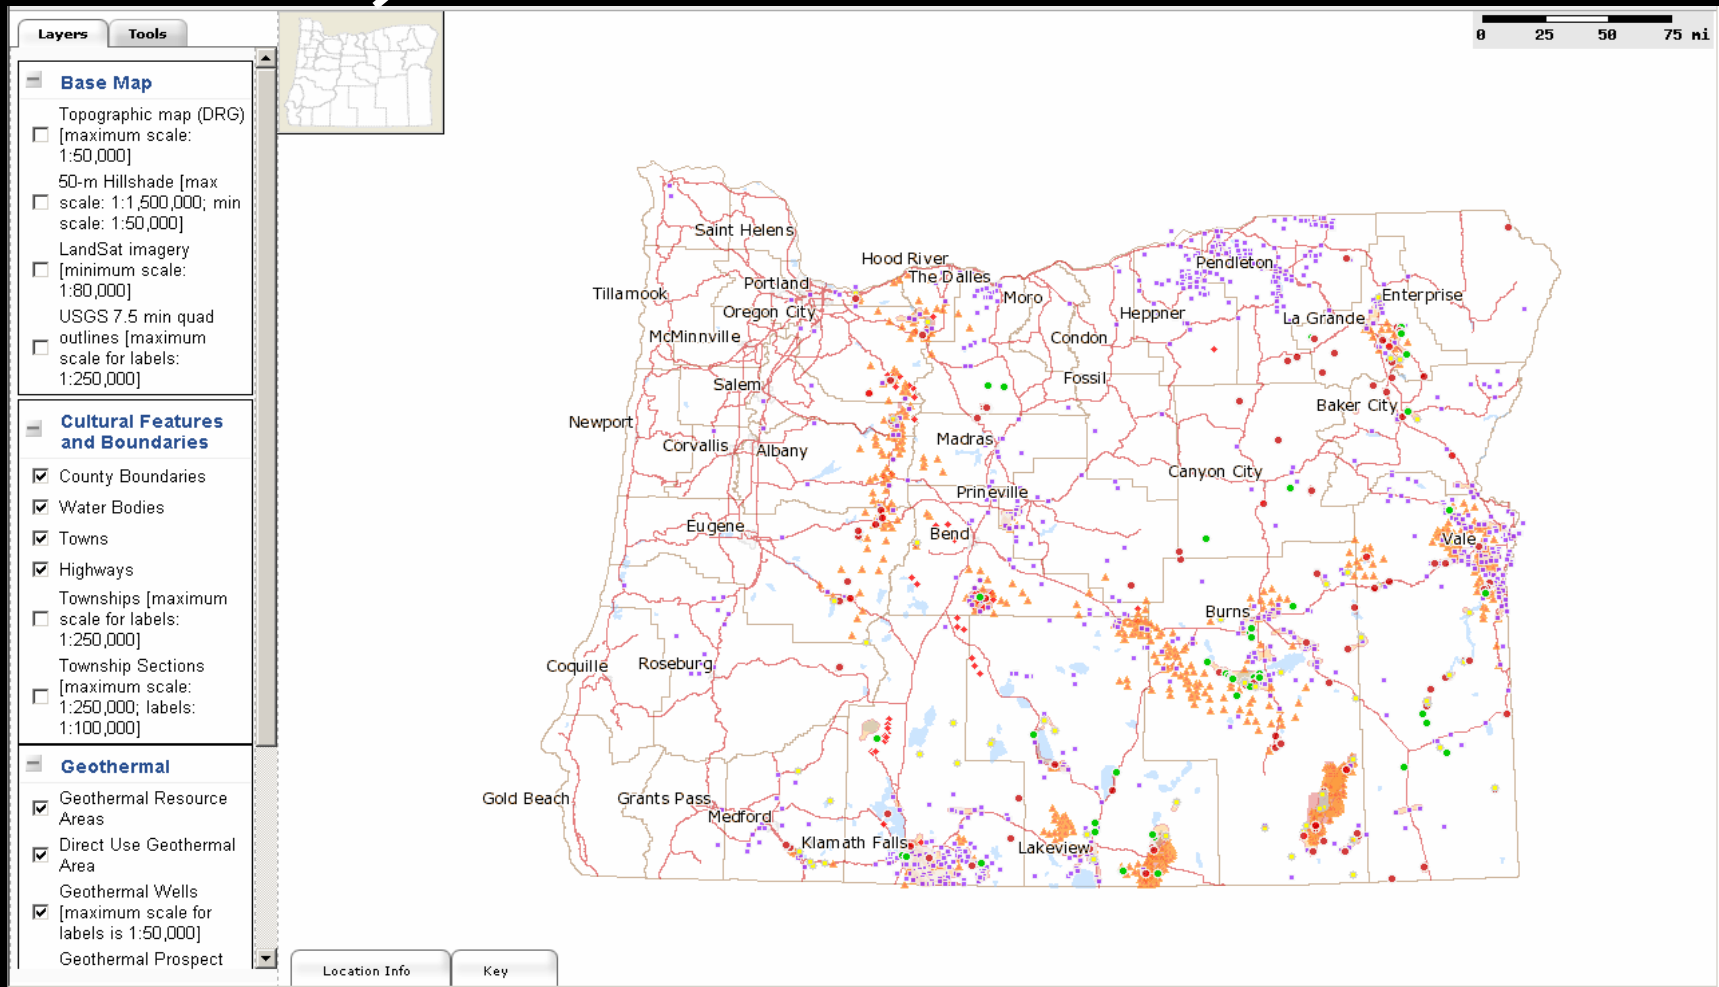 Layers
Tools
Base Map
Topographic map (DRG)
[maximum scale:
1:50,000]
50-m Hillshade [max
scale: 1:1,500,000; min
scale: 1:50,000]
LandSat imagery
[minimum scale:
1:80,000]
USGS 7.5 min quad
outlines [maximum
scale for labels:
1:250,000]
Cultural Features
and Boundaries
County Boundaries
Water Bodies
Towns
Highways
Townships [maximum
scale for labels:
1:250,000]
Township Sections
[maximum scale:
1:250,000; labels:
1:100,000]
Geothermal
Geothermal Resource
Areas
Direct Use Geothermal
Area
Geothermal Wells
[maximum scale for
labels is 1:50,000]
Geothermal Prospect
0 25 50 75 mi
Saint Helens
Hood River
Pendleton
The Dalles
Portland
Tillamook
Moro
Enterprise
Oregon City
Heppner
La Grande
McMinnville
Condon
Salem
Fossil
Baker City
Newport
Madras
Corvallis
Albany
Canyon City
Prineville
Eugene
Bend
Vale
Burns
Coquille
Roseburg
Gold Beach
Grants Pass
Medford
Klamath Falls
Lakeview
Location Info
Key